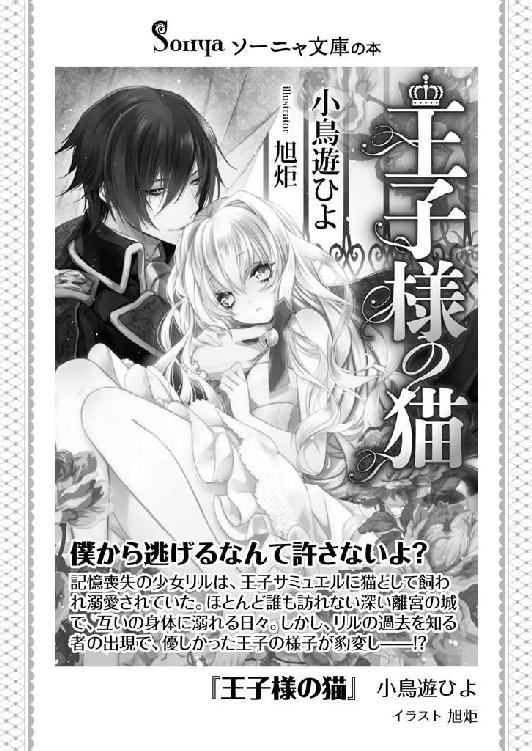 Sonya ソーニャ文庫の本
王子様の猫
小鳥遊ひよ
illustrator 旭炬
僕から逃げるなんて許さないよ?
記憶喪失の少女リルは、王子サミュエルに猫として飼わ
れ溺愛されていた。ほとんど誰も訪れない深い離宮の城
で、互いの身体に溺れる日々。しかし、リルの過去を知る
者の出現で、優しかった王子の様子が豹変し――!?
『王子様の猫』 小鳥遊ひよ
イラスト 旭炬